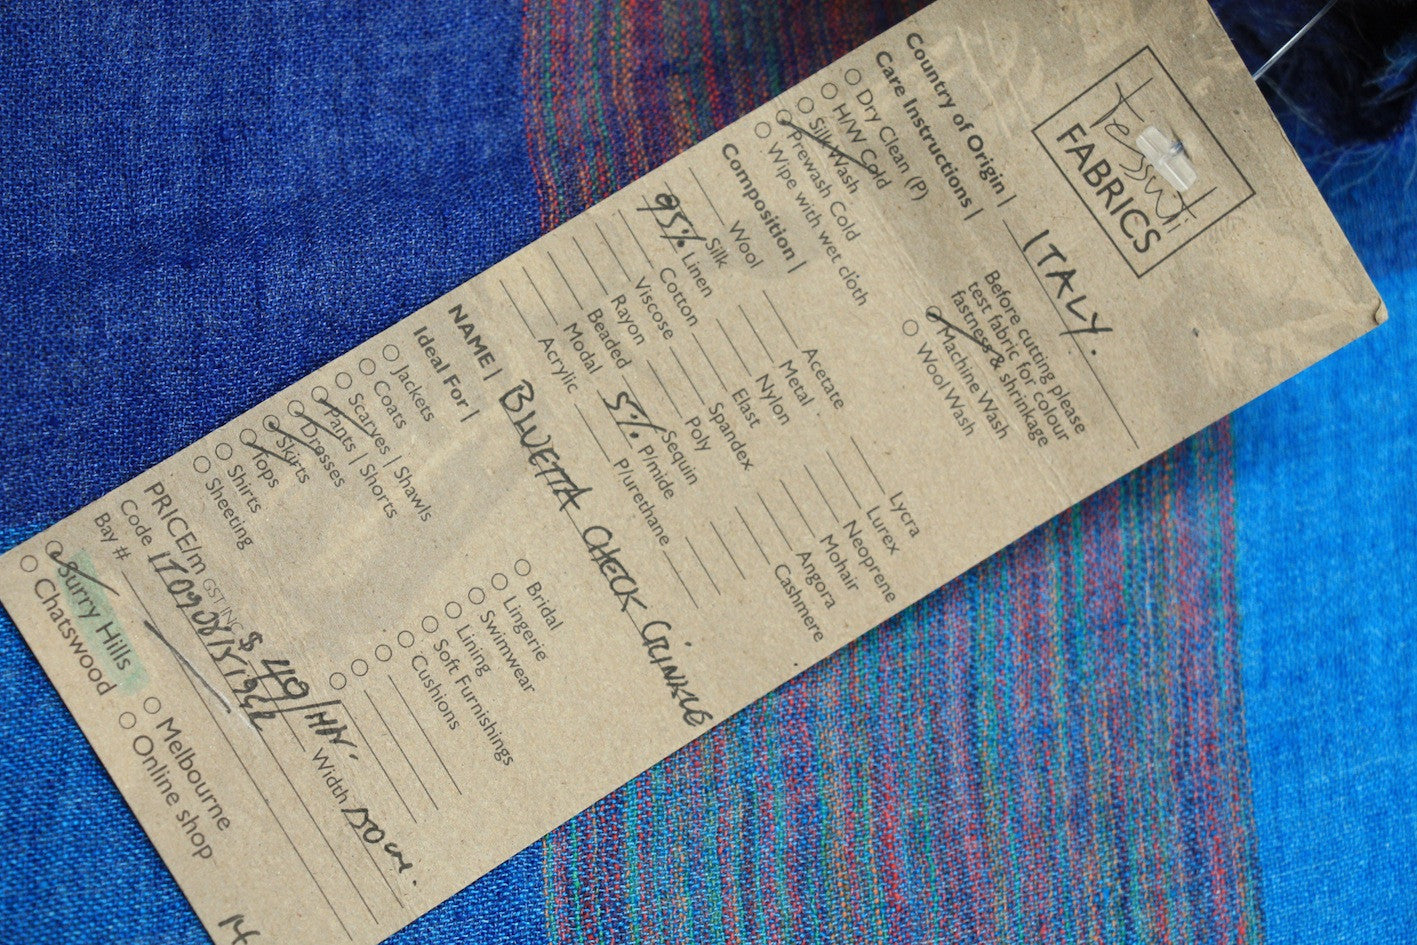 Tessuti
FABRICS
Country of Origin | ITALY.
Care Instructions |
Dry Clean (P)
H/W Cold
Silk Wash
Prewash Cold
Wipe with wet cloth
Before cutting please
test fabric for colour
fastness & shrinkage
Machine Wash
Wool Wash
Composition |
Wool
Silk
95% Linen
Cotton
Viscose
Rayon
Beaded
Modal
Acrylic
Acetate
Metal
Nylon
Elast
Spandex
Poly
Sequin
5% P/mide
P/urethane
Lycra
Lurex
Neoprene
Mohair
Angora
Cashmere
NAME | BLUETTA CHECK CRINKLE
Ideal For |
Jackets
Coats
Scarves | Shawls
Pants | Shorts
Dresses
Skirts
Tops
Shirts
Sheeting
Bridal
Lingerie
Swimwear
Lining
Soft Furnishings
Cushions
PRICE/m GST INC $ 49/
Width
Code
Bay #
Surry Hills
Chatswood
Melbourne
Online shop